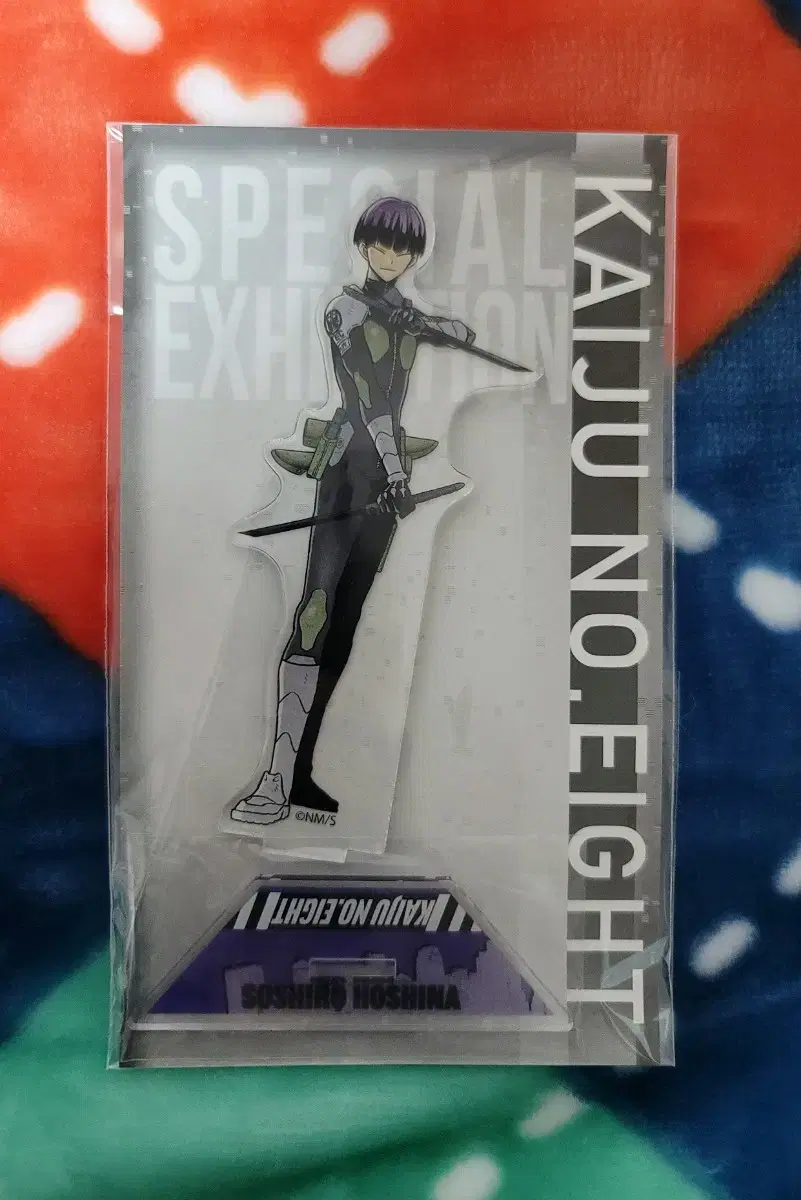 SPECIAL
EXHIBITION
KAIJU NO.EIGHT
©NM/S
KAIJU NO.EIGHT
SOSHIRO HOSHINA